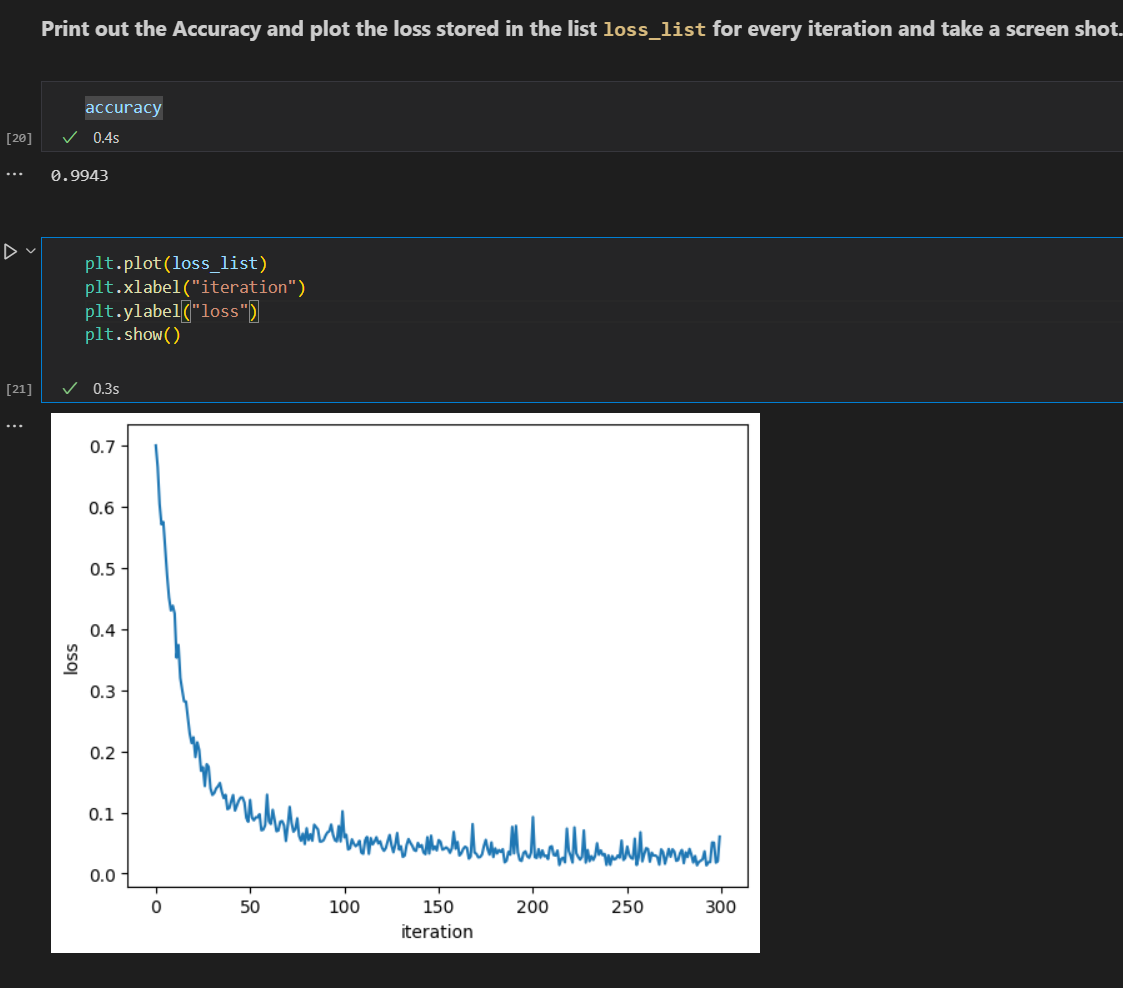 Print out the Accuracy and plot the loss stored in the list loss_list for every iteration and take a screen shot.
accuracy
[20] 0.4s
... 0.9943
plt.plot(loss_list)
plt.xlabel("iteration")
plt.ylabel("loss")
plt.show()
[21] 0.3s
...
0.7
0.6
0.5
0.4
0.3
0.2
0.1
0.0
loss
0 50 100 150 200 250 300
iteration